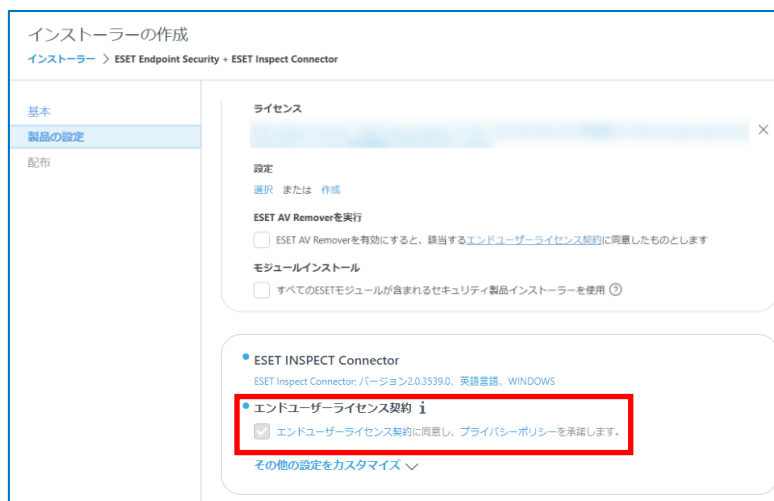 インストーラーの作成
インストーラー > ESET Endpoint Security + ESET Inspect Connector
基本
製品の設定
配布
ライセンス
設定
選択 または 作成
ESET AV Removerを実行
ESET AV Removerを有効にすると、該当するエンドユーザーライセンス契約に同意したものとします
モジュールインストール
すべてのESETモジュールが含まれるセキュリティ製品インストーラーを使用 ?
ESET INSPECT Connector
ESET Inspect Connector; バージョン2.0.3539.0、英語言語、WINDOWS
エンドユーザーライセンス契約 i
エンドユーザーライセンス契約に同意し、プライバシーポリシーを承諾します。
その他の設定をカスタマイズ